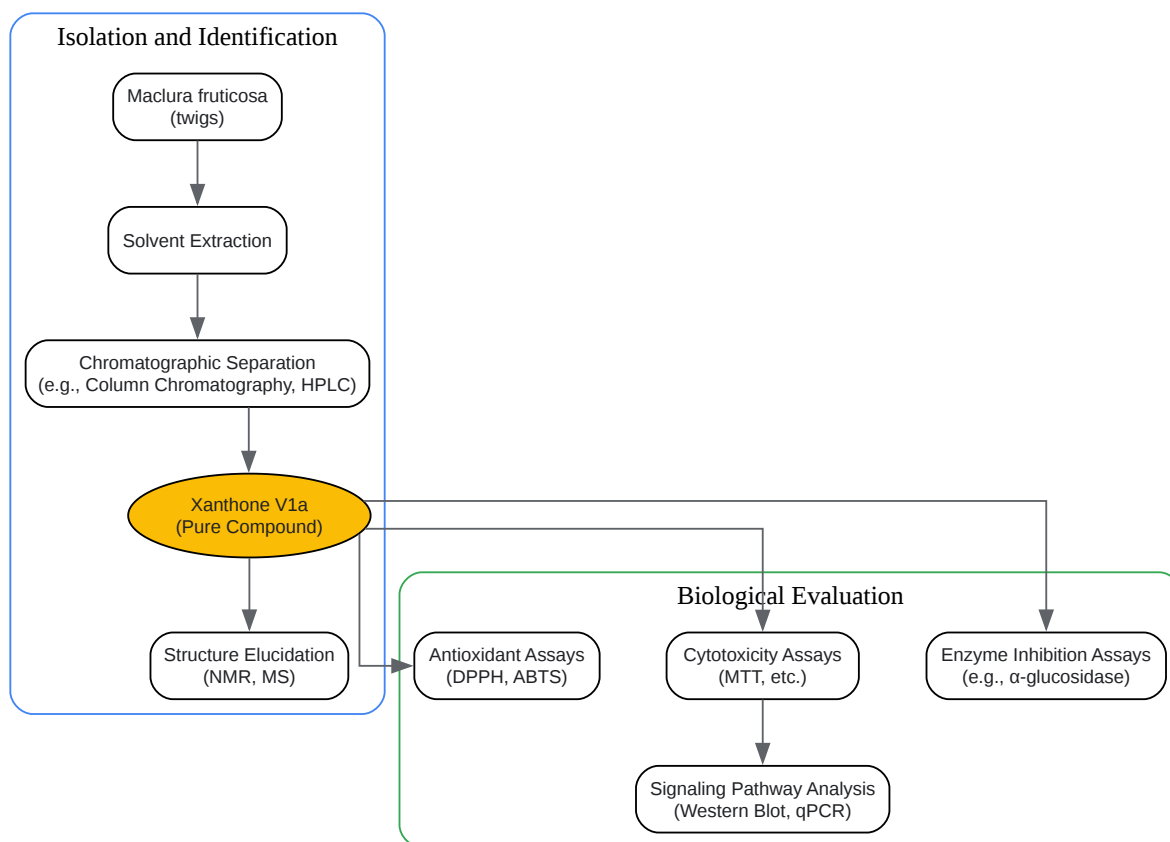 Isolation and Identification
Maclura fruticosa
(twigs)
Solvent Extraction
Chromatographic Separation
(e.g., Column Chromatography, HPLC)
Xanthone V1a
(Pure Compound)
Structure Elucidation
(NMR, MS)
Biological Evaluation
Antioxidant Assays
(DPPH, ABTS)
Cytotoxicity Assays
(MTT, etc.)
Enzyme Inhibition Assays
(e.g., α-glucosidase)
Signaling Pathway Analysis
(Western Blot, qPCR)